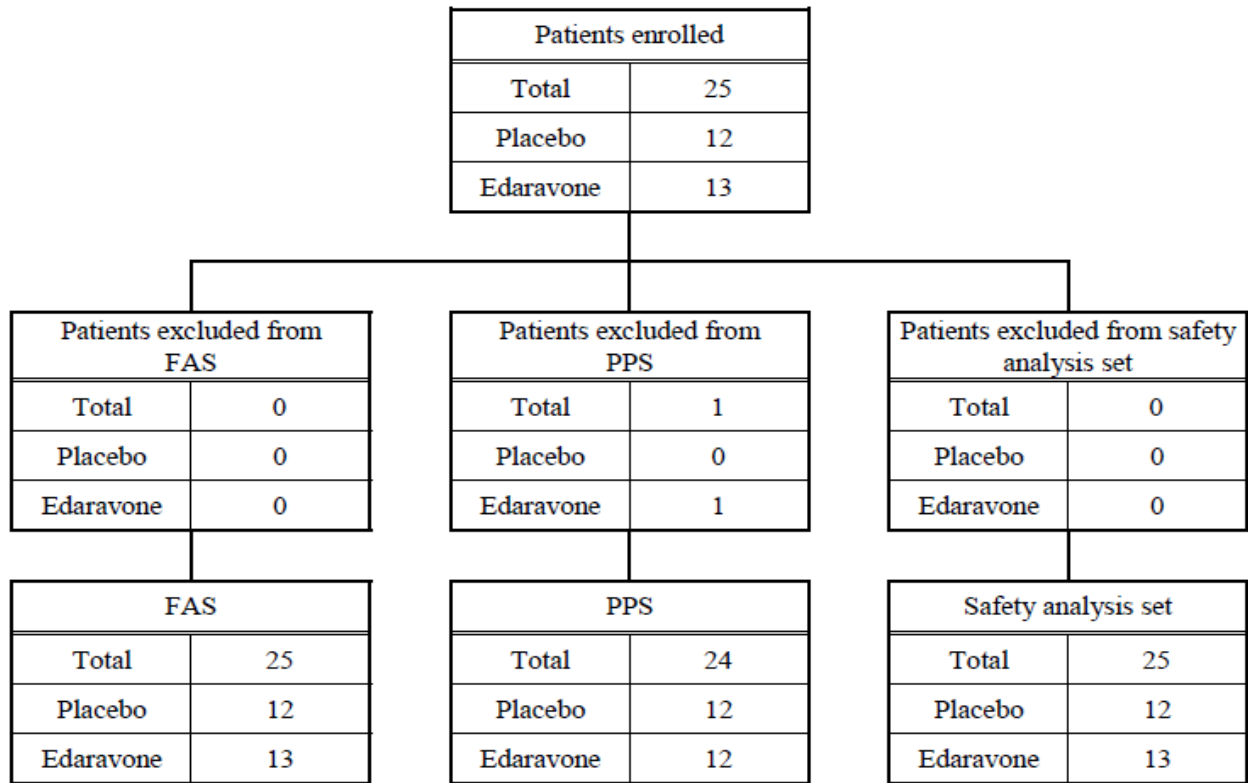 Patients enrolled
Total 25
Placebo 12
Edaravone 13
Patients excluded from
FAS
Total 0
Placebo 0
Edaravone 0
Patients excluded from
PPS
Total 1
Placebo 0
Edaravone 1
Patients excluded from safety
analysis set
Total 0
Placebo 0
Edaravone 0
FAS
Total 25
Placebo 12
Edaravone 13
PPS
Total 24
Placebo 12
Edaravone 12
Safety analysis set
Total 25
Placebo 12
Edaravone 13